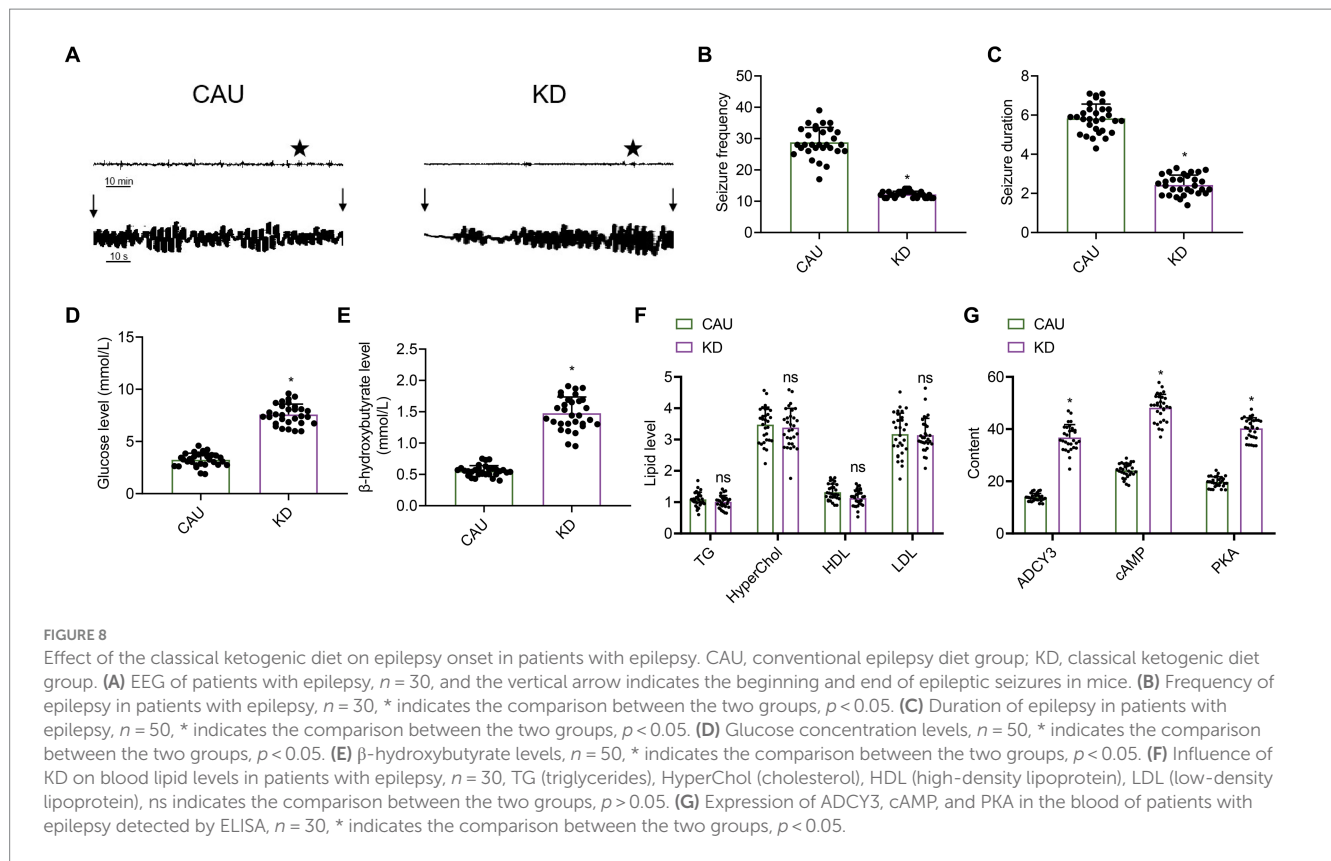 A
CAU
KD
10 min
10 s
B
Seizure frequency
50
40
30
20
10
0
CAU
KD
*
C
Seizure duration
8
6
4
2
0
CAU
KD
*
D
Glucose level (mmol/L)
15
10
5
0
CAU
KD
*
E
β-hydroxybutyrate level
(mmol/L)
2.5
2.0
1.5
1.0
0.5
0.0
CAU
KD
*
F
CAU
KD
Lipid level
5
4
3
2
1
0
ns
ns
ns
ns
TG
HyperChol
HDL
LDL
G
CAU
KD
Content
60
40
20
0
*
*
*
ADCY3
cAMP
PKA
FIGURE 8
Effect of the classical ketogenic diet on epilepsy onset in patients with epilepsy. CAU, conventional epilepsy diet group; KD, classical ketogenic diet
group. (A) EEG of patients with epilepsy, n = 30, and the vertical arrow indicates the beginning and end of epileptic seizures in mice. (B) Frequency of
epilepsy in patients with epilepsy, n = 30, * indicates the comparison between the two groups, p < 0.05. (C) Duration of epilepsy in patients with
epilepsy, n = 50, * indicates the comparison between the two groups, p < 0.05. (D) Glucose concentration levels, n = 50, * indicates the comparison
between the two groups, p < 0.05. (E) β-hydroxybutyrate levels, n = 50, * indicates the comparison between the two groups, p < 0.05. (F) Influence of
KD on blood lipid levels in patients with epilepsy, n = 30, TG (triglycerides), HyperChol (cholesterol), HDL (high-density lipoprotein), LDL (low-density
lipoprotein), ns indicates the comparison between the two groups, p > 0.05. (G) Expression of ADCY3, cAMP, and PKA in the blood of patients with
epilepsy detected by ELISA, n = 30, * indicates the comparison between the two groups, p < 0.05.